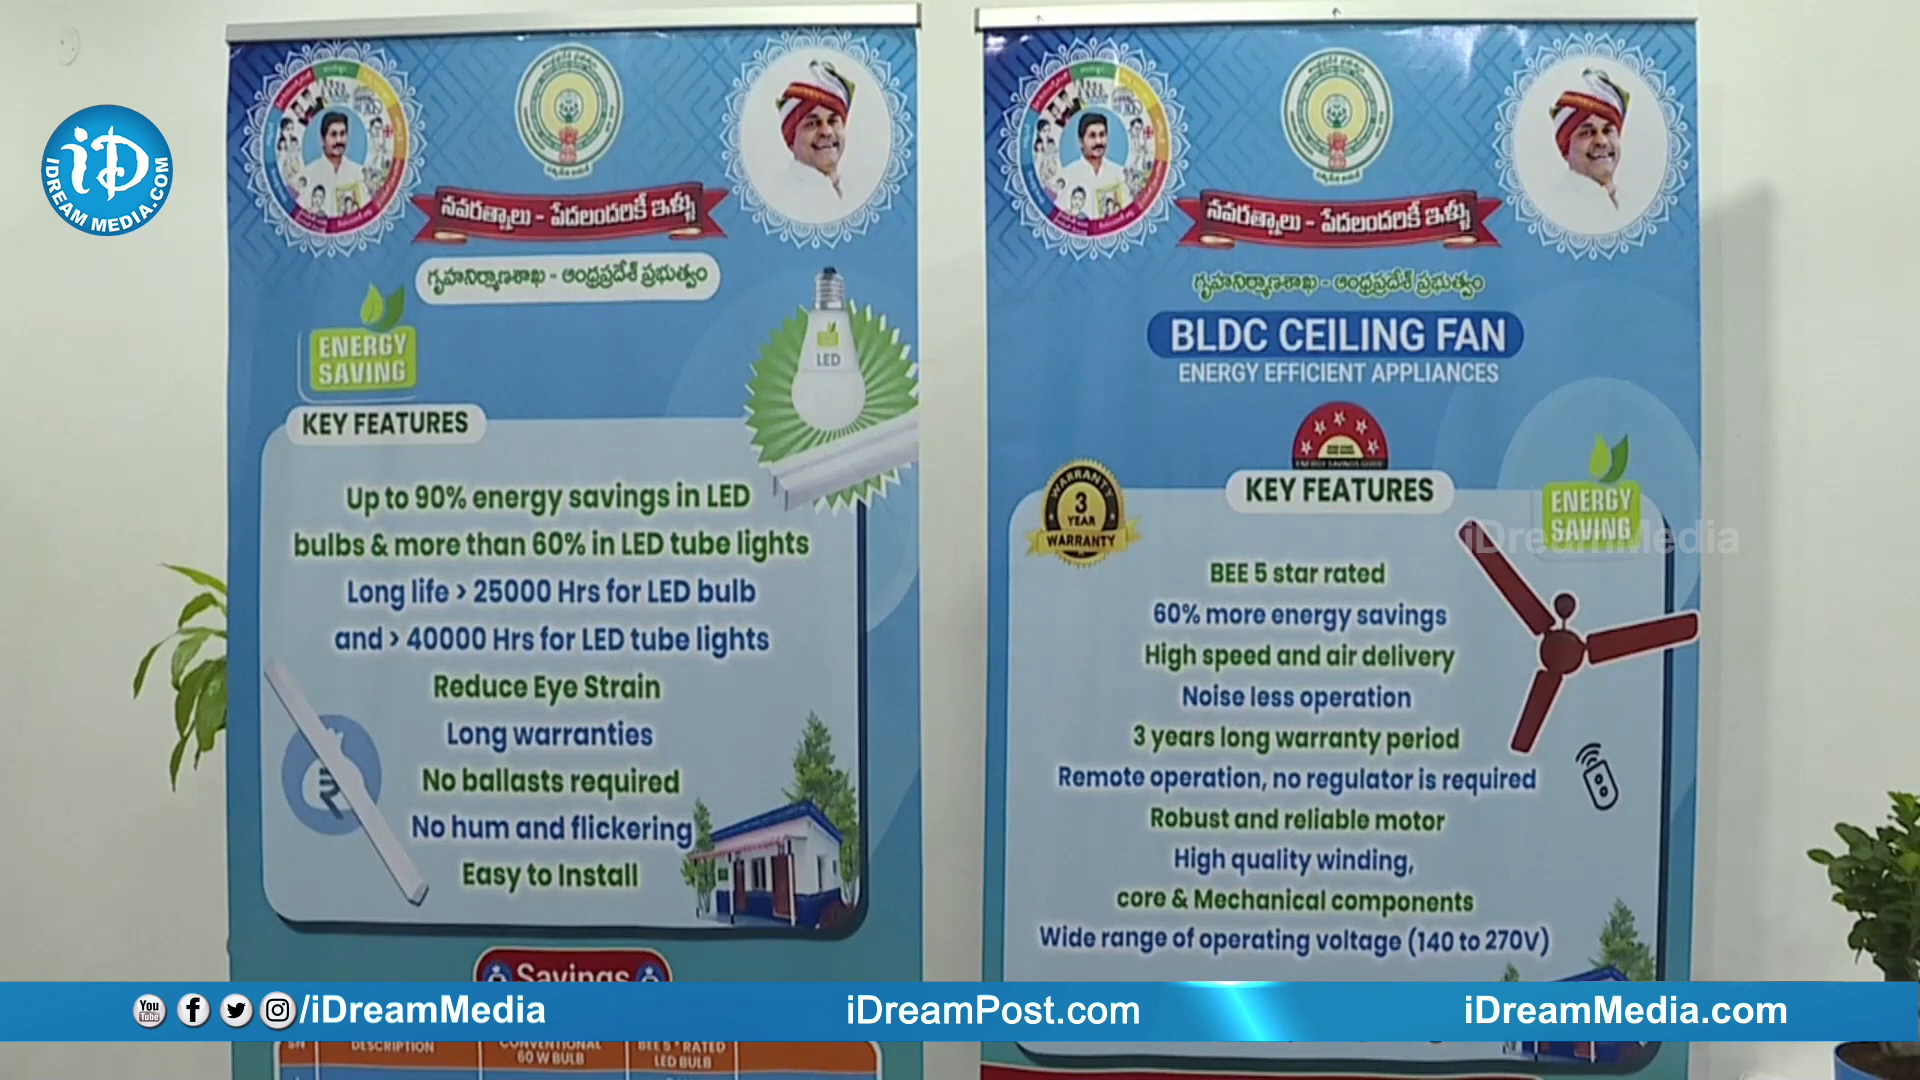 iD
IDREAM MEDIA.COM
నవరత్నాలు - పేదలందరికీ ఇళ్ళు
గృహనిర్మాణశాఖ - ఆంధ్రప్రదేశ్ ప్రభుత్వం
ENERGY
SAVING
LED
KEY FEATURES
Up to 90% energy savings in LED
bulbs & more than 60% in LED tube lights
Long life > 25000 Hrs for LED bulb
and > 40000 Hrs for LED tube lights
Reduce Eye Strain
Long warranties
No ballasts required
No hum and flickering
Easy to Install
Savings
SN DESCRIPTION CONVENTIONAL BEE 5 * RATED
60 W BULB LED BULB
నవరత్నాలు - పేదలందరికీ ఇళ్ళు
గృహనిర్మాణశాఖ - ఆంధ్రప్రదేశ్ ప్రభుత్వం
BLDC CEILING FAN
ENERGY EFFICIENT APPLIANCES
WARRANTY
3
YEAR
WARRANTY
KEY FEATURES
ENERGY
SAVING
iDreamMedia
BEE 5 star rated
60% more energy savings
High speed and air delivery
Noise less operation
3 years long warranty period
Remote operation, no regulator is required
Robust and reliable motor
High quality winding,
core & Mechanical components
Wide range of operating voltage (140 to 270V)
You Tube /iDreamMedia iDreamPost.com iDreamMedia.com